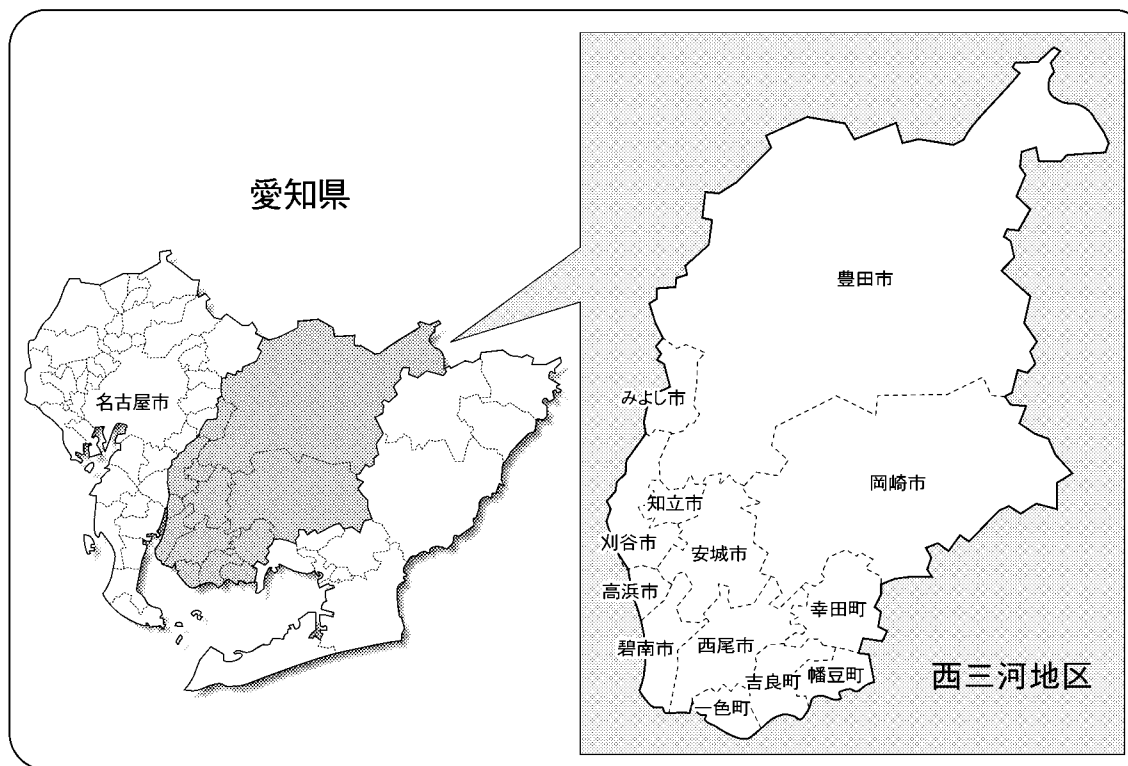 愛知県
名古屋市
豊田市
みよし市
岡崎市
知立市
刈谷市
安城市
高浜市
幸田町
碧南市
西尾市
吉良町
幡豆町
一色町
西三河地区